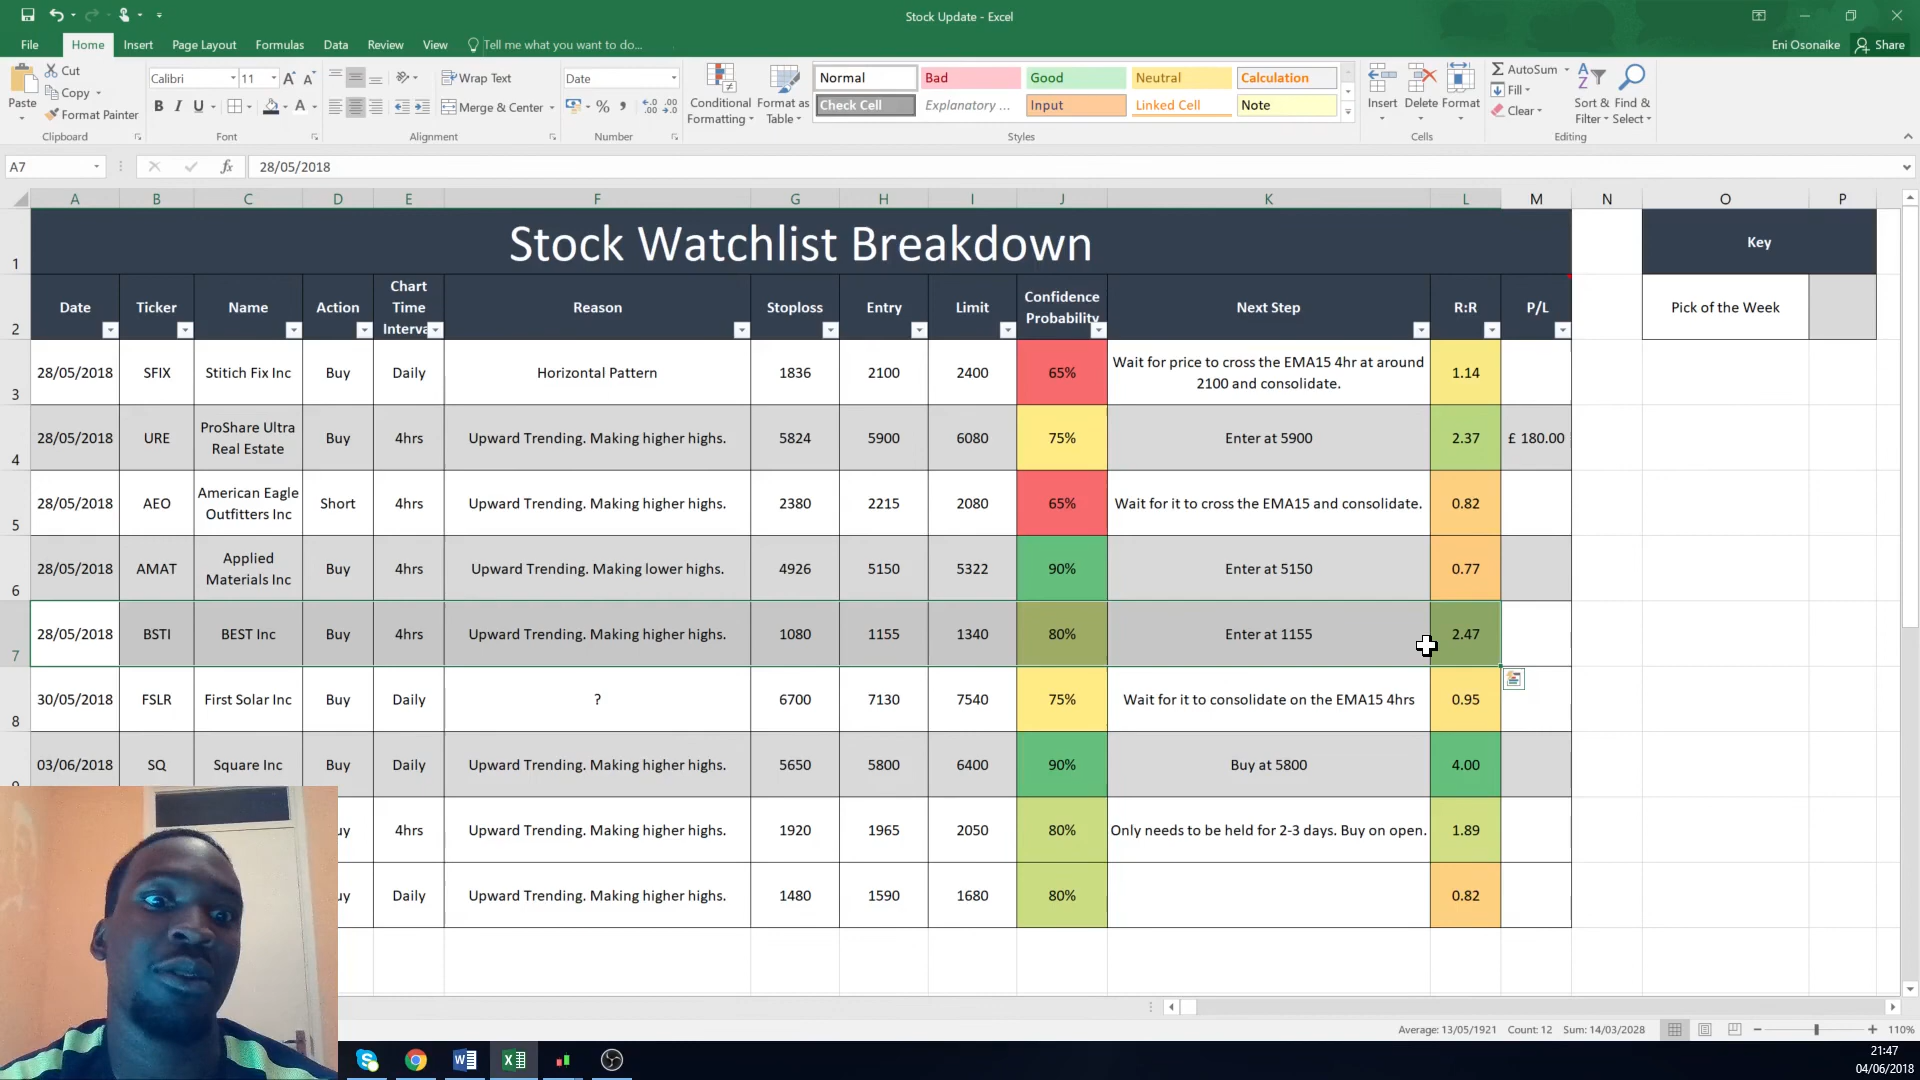 Stock Update - Excel
File Home Insert Page Layout Formulas Data Review View Tell me what you want to do... Eni Osonaike Share
Paste Cut Copy Format Painter Clipboard
Calibri 11 A A B I U A Font
Wrap Text Merge & Center Alignment
Date % , Number
Conditional Formatting Format as Table
Normal Bad Good Neutral Calculation
Check Cell Explanatory ... Input Linked Cell Note
Styles
Insert Delete Format Cells
AutoSum Fill Clear Sort & Filter Find & Select Editing
A7 fx 28/05/2018
A B C D E F G H I J K L M N O P
1 Stock Watchlist Breakdown Key
2 Date Ticker Name Action Chart Time Interva Reason Stoploss Entry Limit Confidence Probability Next Step R:R P/L Pick of the Week
3 28/05/2018 SFIX Stitich Fix Inc Buy Daily Horizontal Pattern 1836 2100 2400 65% Wait for price to cross the EMA15 4hr at around 2100 and consolidate. 1.14
4 28/05/2018 URE ProShare Ultra Real Estate Buy 4hrs Upward Trending. Making higher highs. 5824 5900 6080 75% Enter at 5900 2.37 £ 180.00
5 28/05/2018 AEO American Eagle Outfitters Inc Short 4hrs Upward Trending. Making higher highs. 2380 2215 2080 65% Wait for it to cross the EMA15 and consolidate. 0.82
6 28/05/2018 AMAT Applied Materials Inc Buy 4hrs Upward Trending. Making lower highs. 4926 5150 5322 90% Enter at 5150 0.77
7 28/05/2018 BSTI BEST Inc Buy 4hrs Upward Trending. Making higher highs. 1080 1155 1340 80% Enter at 1155 2.47
8 30/05/2018 FSLR First Solar Inc Buy Daily ? 6700 7130 7540 75% Wait for it to consolidate on the EMA15 4hrs 0.95
03/06/2018 SQ Square Inc Buy Daily Upward Trending. Making higher highs. 5650 5800 6400 90% Buy at 5800 4.00
uy 4hrs Upward Trending. Making higher highs. 1920 1965 2050 80% Only needs to be held for 2-3 days. Buy on open. 1.89
uy Daily Upward Trending. Making higher highs. 1480 1590 1680 80% 0.82
Average: 13/05/1921 Count: 12 Sum: 14/03/2028 110%
21:47
04/06/2018